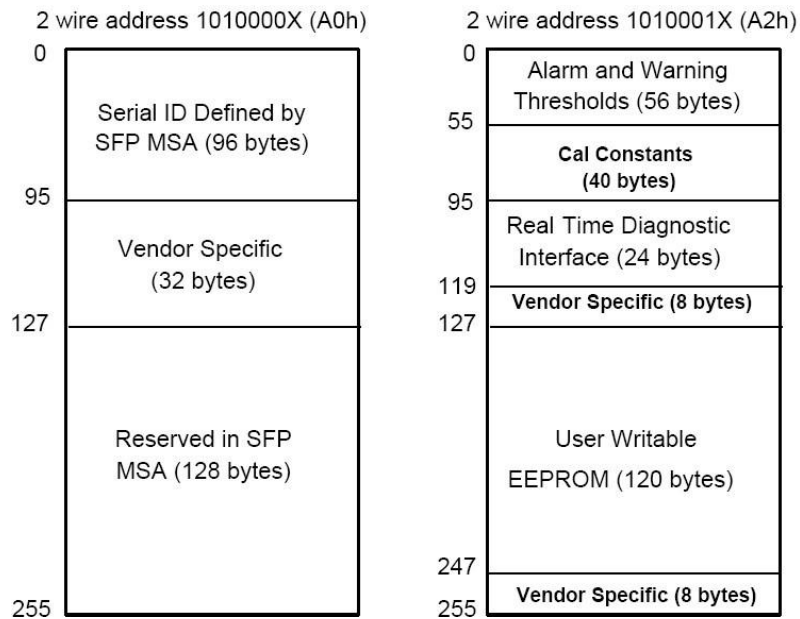 2 wire address 1010000X (A0h)
0
Serial ID Defined by
SFP MSA (96 bytes)
95
Vendor Specific
(32 bytes)
127
Reserved in SFP
MSA (128 bytes)
255
2 wire address 1010001X (A2h)
0
Alarm and Warning
Thresholds (56 bytes)
55
Cal Constants
(40 bytes)
95
Real Time Diagnostic
Interface (24 bytes)
119
Vendor Specific (8 bytes)
127
User Writable
EEPROM (120 bytes)
247
Vendor Specific (8 bytes)
255